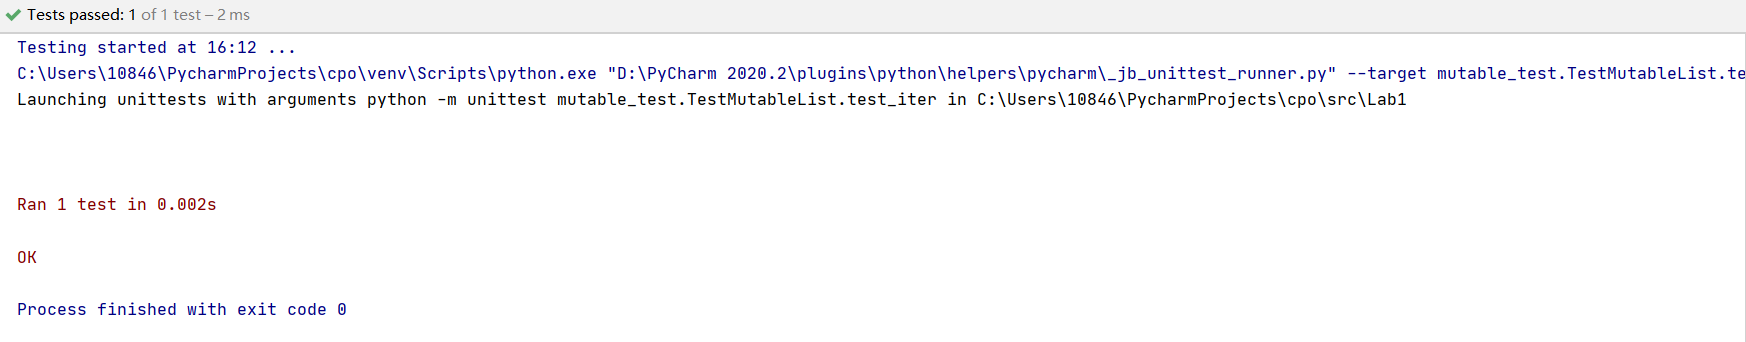 Tests passed: 1 of 1 test – 2 ms
Testing started at 16:12 ...
C:\Users\10846\PycharmProjects\cpo\venv\Scripts\python.exe "D:\PyCharm 2020.2\plugins\python\helpers\pycharm\_jb_unittest_runner.py" --target mutable_test.TestMutableList.te
Launching unittests with arguments python -m unittest mutable_test.TestMutableList.test_iter in C:\Users\10846\PycharmProjects\cpo\src\Lab1
Ran 1 test in 0.002s
OK
Process finished with exit code 0